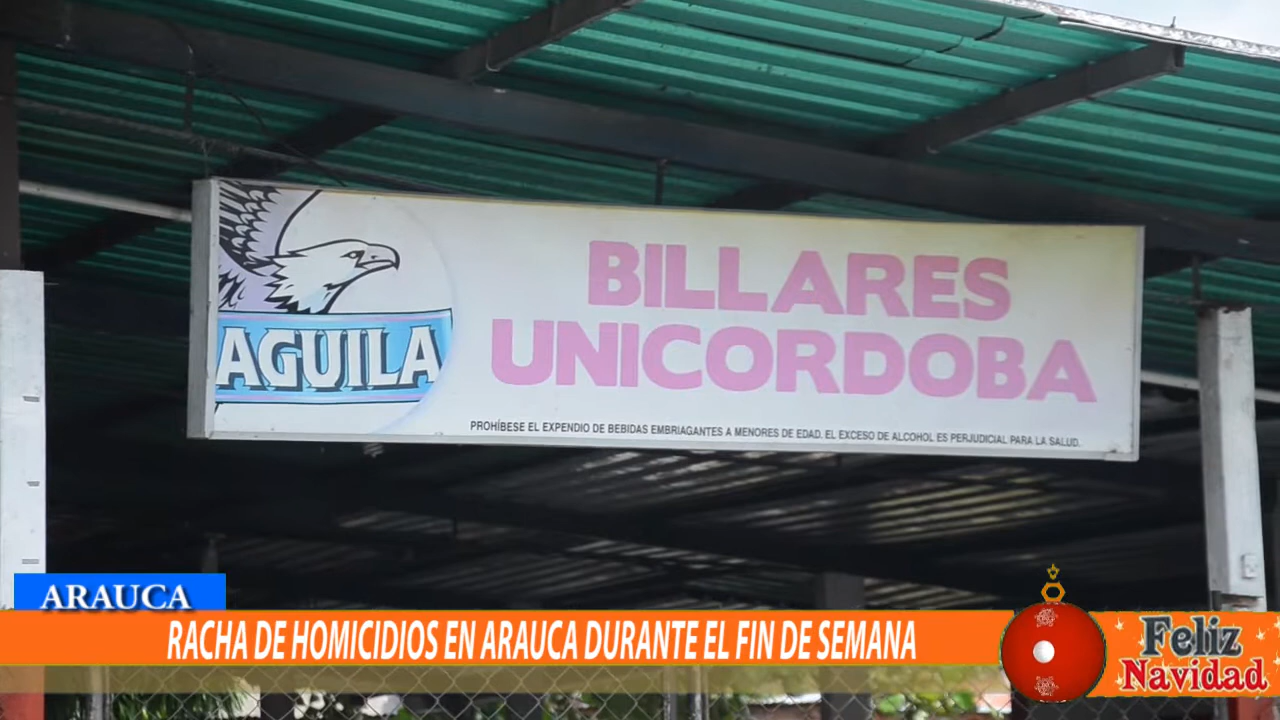 BILLARES
UNICORDOBA
AGUILA
PROHÍBESE EL EXPENDIO DE BEBIDAS EMBRIAGANTES A MENORES DE EDAD. EL EXCESO DE ALCOHOL ES PERJUDICIAL PARA LA SALUD.
ARAUCA
RACHA DE HOMICIDIOS EN ARAUCA DURANTE EL FIN DE SEMANA
Feliz
Navidad